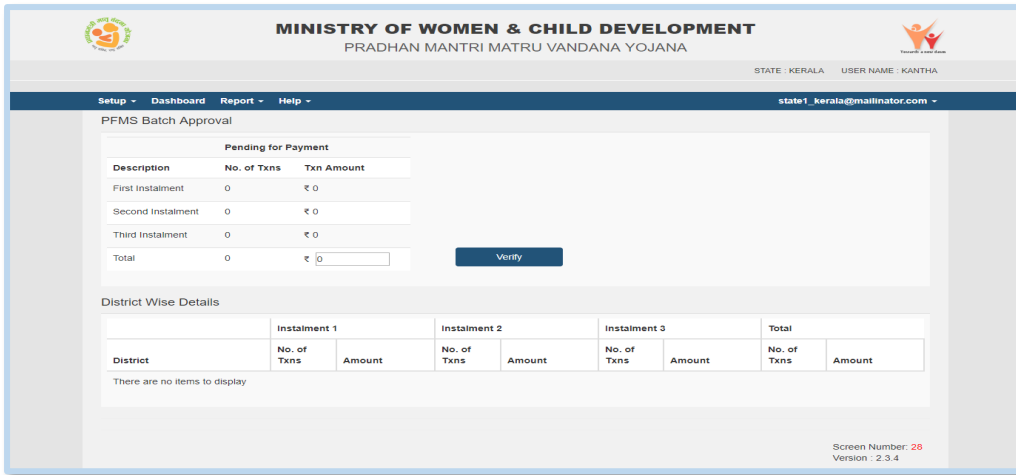 MINISTRY OF WOMEN & CHILD DEVELOPMENT
PRADHAN MANTRI MATRU VANDANA YOJANA
Towards a new dawn
STATE : KERALA USER NAME : KANTHA
Setup Dashboard Report Help state1_kerala@mailinator.com
PFMS Batch Approval
Pending for Payment
Description No. of Txns Txn Amount
First Instalment 0 ₹ 0
Second Instalment 0 ₹ 0
Third Instalment 0 ₹ 0
Total 0 ₹ 0 Verify
District Wise Details
Instalment 1 Instalment 2 Instalment 3 Total
District No. of Txns Amount No. of Txns Amount No. of Txns Amount No. of Txns Amount
There are no items to display
Screen Number: 28
Version : 2.3.4